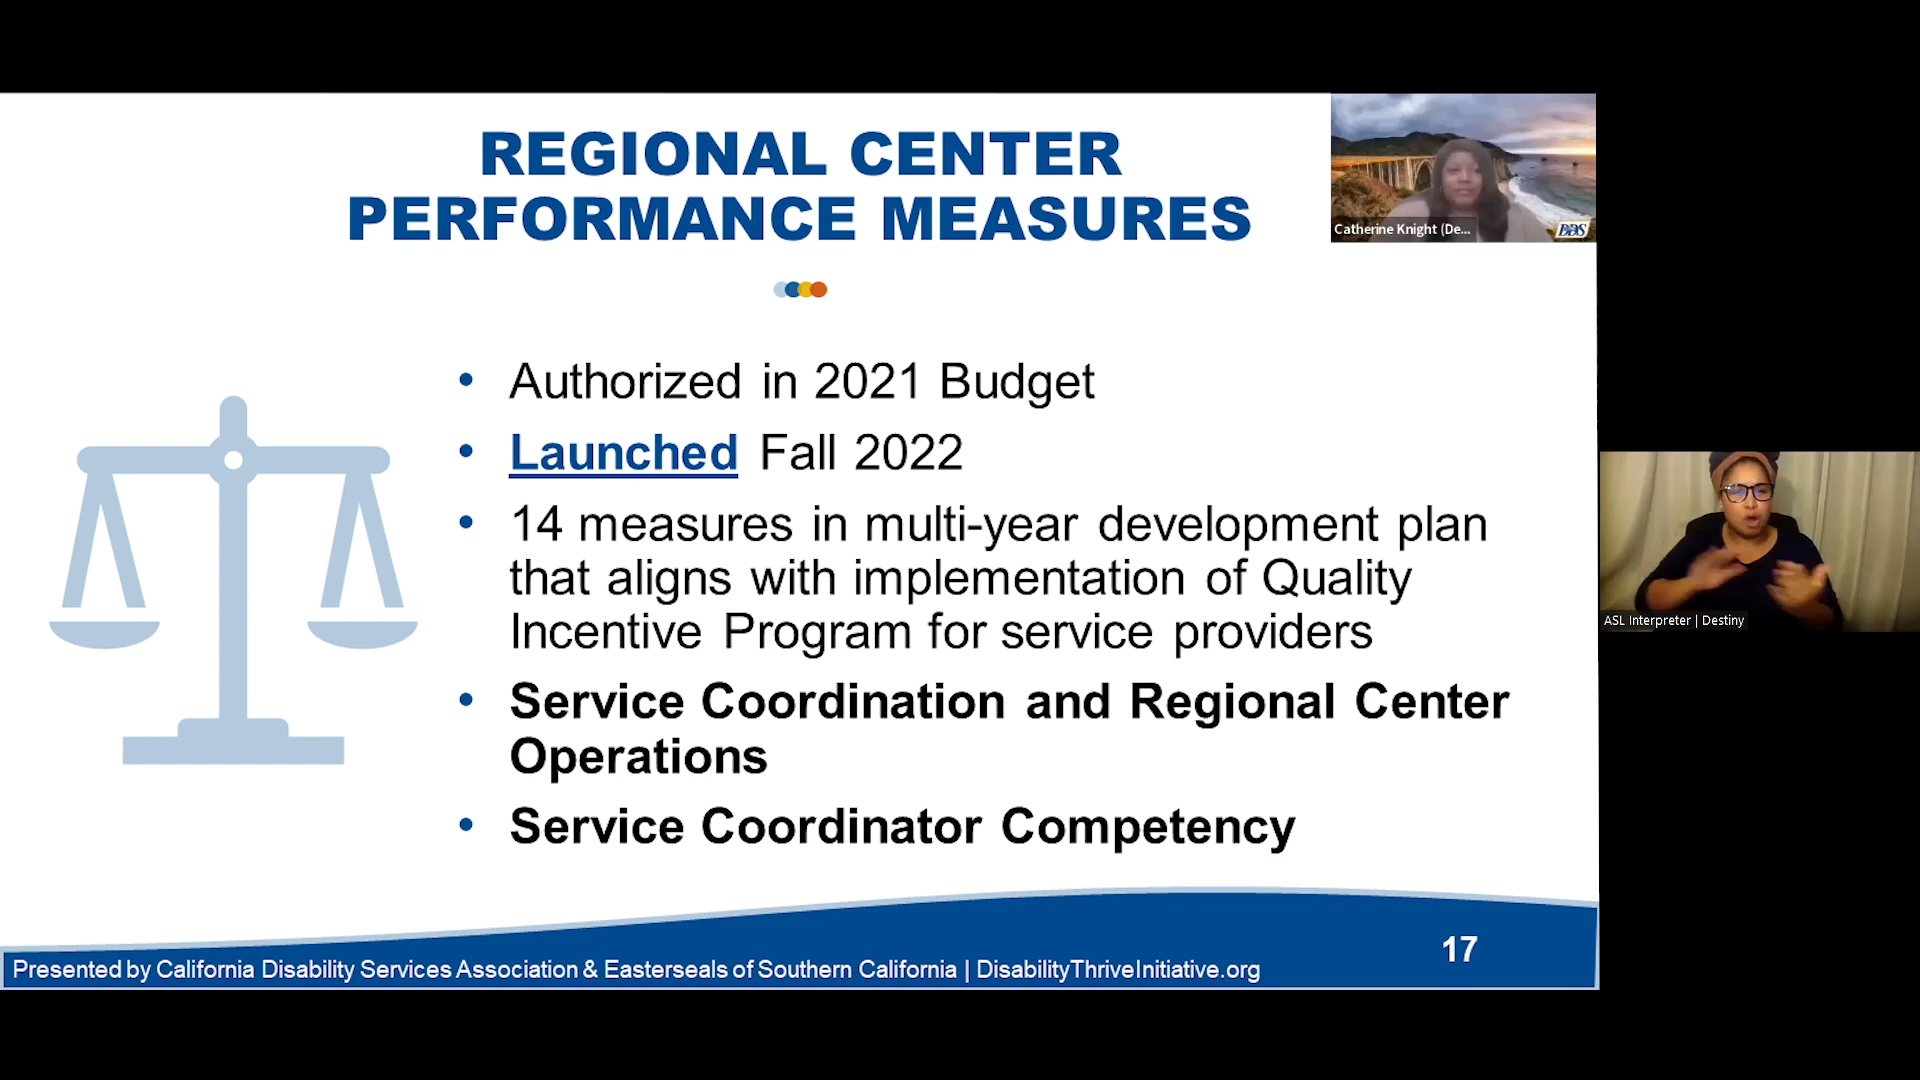 REGIONAL CENTER
PERFORMANCE MEASURES
Catherine Knight (De...
DDS
• Authorized in 2021 Budget
• Launched Fall 2022
• 14 measures in multi-year development plan
that aligns with implementation of Quality
Incentive Program for service providers
• Service Coordination and Regional Center
Operations
• Service Coordinator Competency
ASL Interpreter | Destiny
17
Presented by California Disability Services Association & Easterseals of Southern California | DisabilityThriveInitiative.org